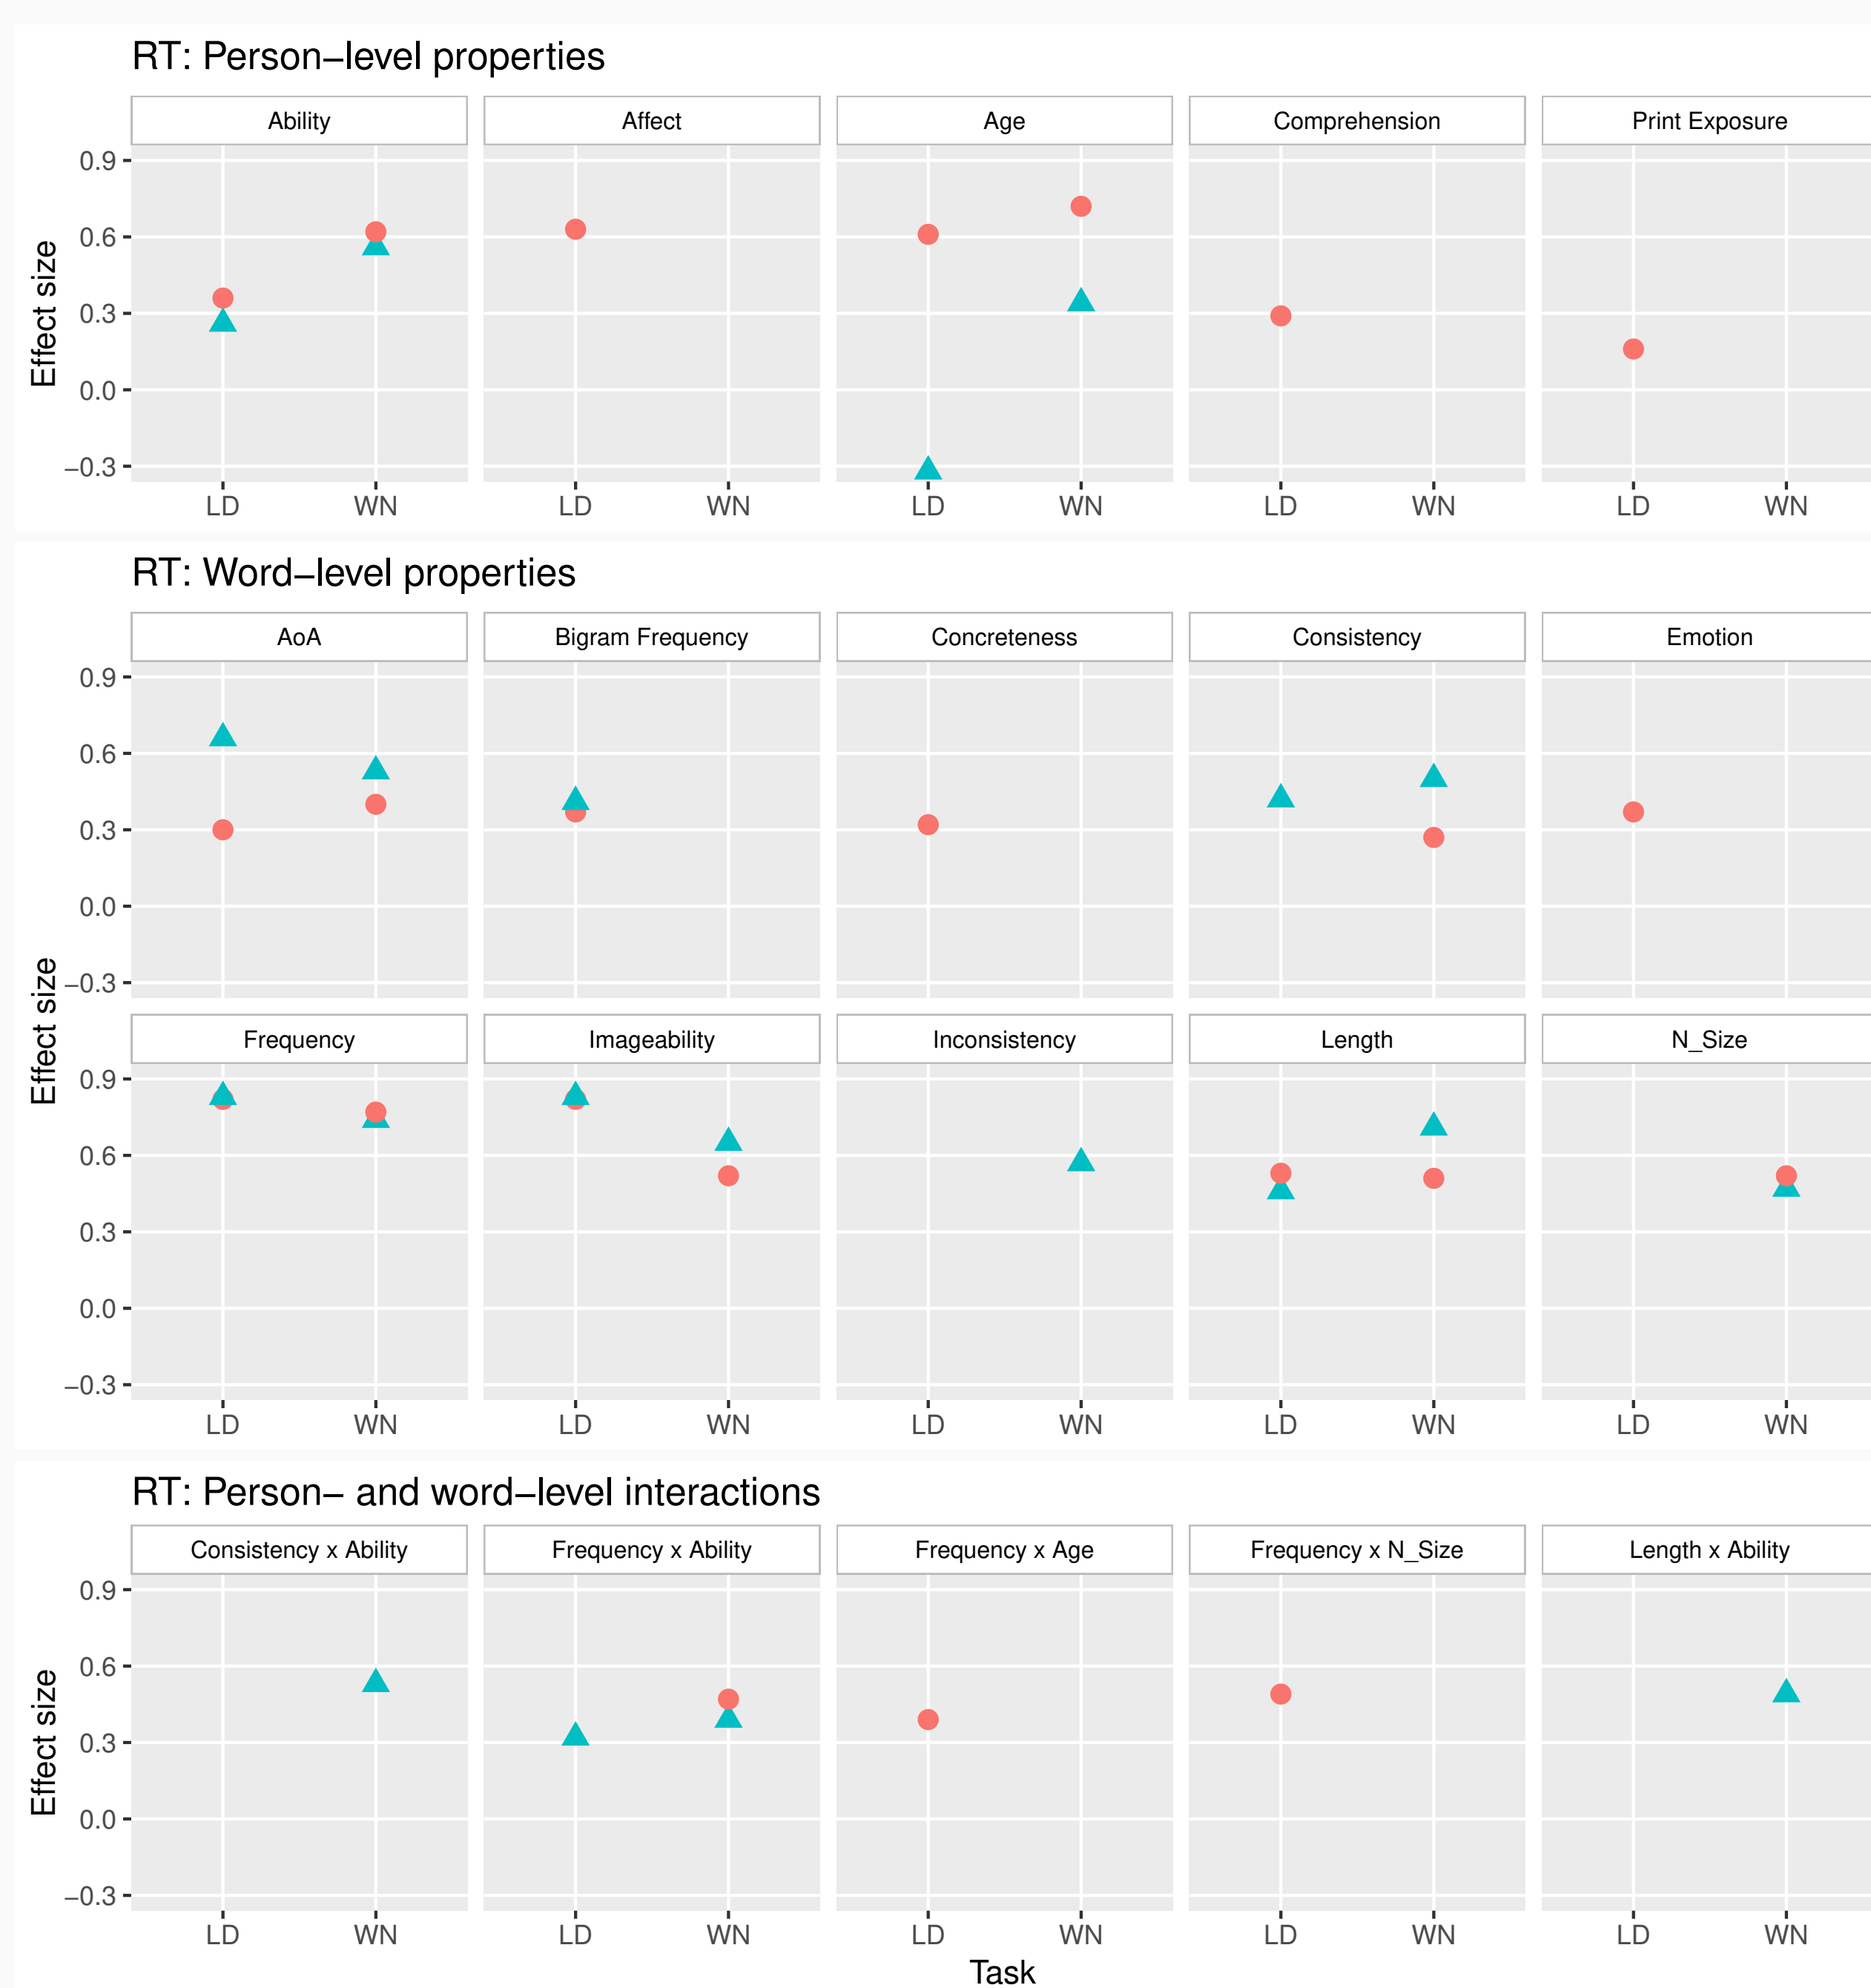 RT: Person−level properties
Ability Affect Age Comprehension Print Exposure
Effect size
0.9
0.6
0.3
0.0
−0.3
LD WN LD WN LD WN LD WN LD WN
RT: Word−level properties
AoA Bigram Frequency Concreteness Consistency Emotion
Effect size
0.9
0.6
0.3
0.0
−0.3
Frequency Imageability Inconsistency Length N_Size
0.9
0.6
0.3
0.0
−0.3
LD WN LD WN LD WN LD WN LD WN
RT: Person− and word−level interactions
Consistency x Ability Frequency x Ability Frequency x Age Frequency x N_Size Length x Ability
Effect size
0.9
0.6
0.3
0.0
−0.3
LD WN LD WN LD WN LD WN LD WN
Task